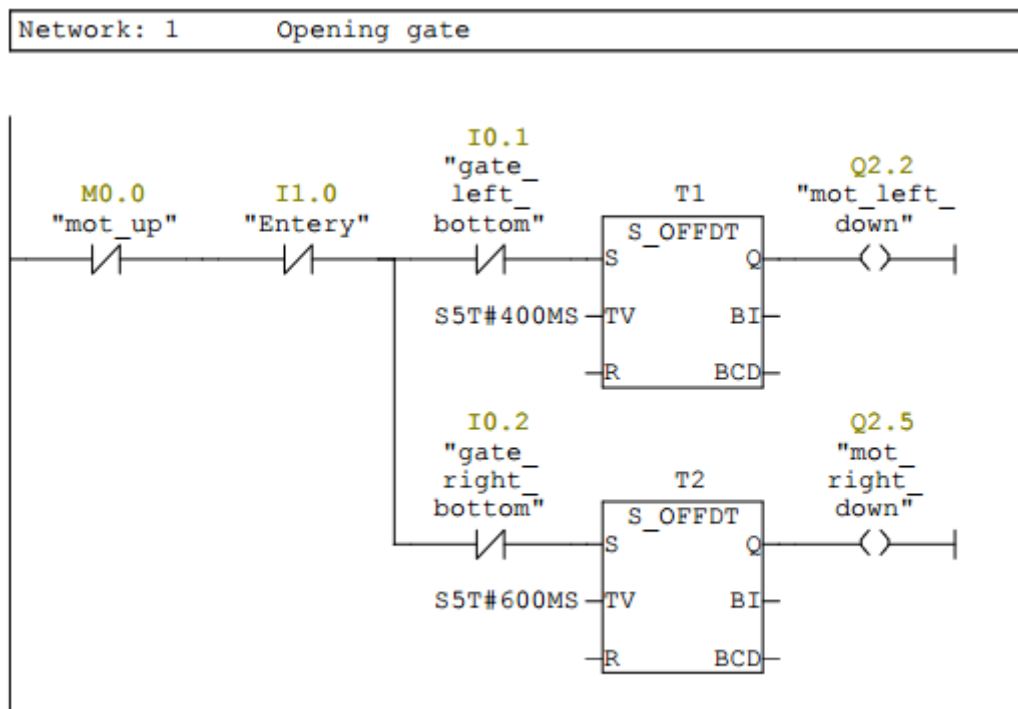 Network: 1 Opening gate
I0.1
"gate_
left_
bottom"
M0.0
"mot_up"
I1.0
"Entery"
T1
Q2.2
"mot_left_
down"
S_OFFDT
S Q
S5T#400MS TV BI
R BCD
I0.2
"gate_
right_
bottom"
T2
Q2.5
"mot_
right_
down"
S_OFFDT
S Q
S5T#600MS TV BI
R BCD